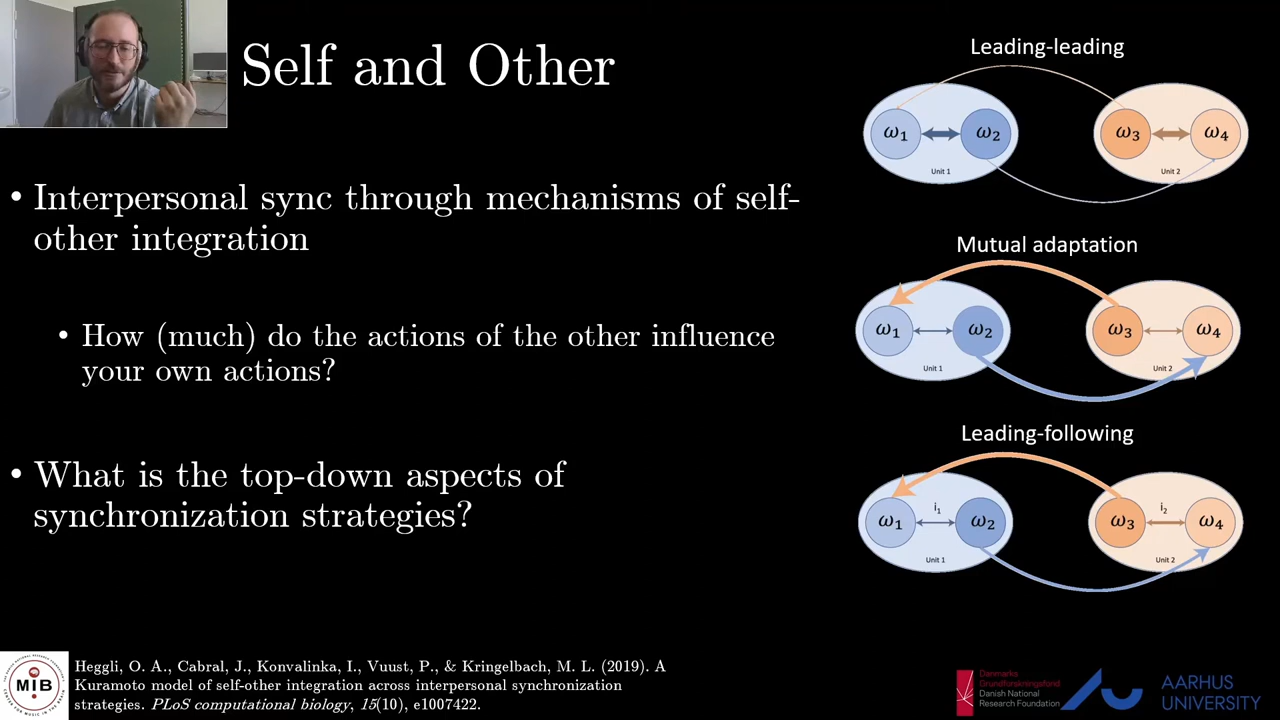 Self and Other
• Interpersonal sync through mechanisms of self-
other integration
• How (much) do the actions of the other influence
your own actions?
• What is the top-down aspects of
synchronization strategies?
Leading-leading
ω1 ω2 ω3 ω4
Unit 1 Unit 2
Mutual adaptation
ω1 ω2 ω3 ω4
Unit 1 Unit 2
Leading-following
i1 i2
ω1 ω2 ω3 ω4
Unit 1 Unit 2
MIB
Heggli, O. A., Cabral, J., Konvalinka, I., Vuust, P., & Kringelbach, M. L. (2019). A
Kuramoto model of self-other integration across interpersonal synchronization
strategies. PLoS computational biology, 15(10), e1007422.
Danmarks
Grundforskningsfond
Danish National
Research Foundation
AARHUS
UNIVERSITY